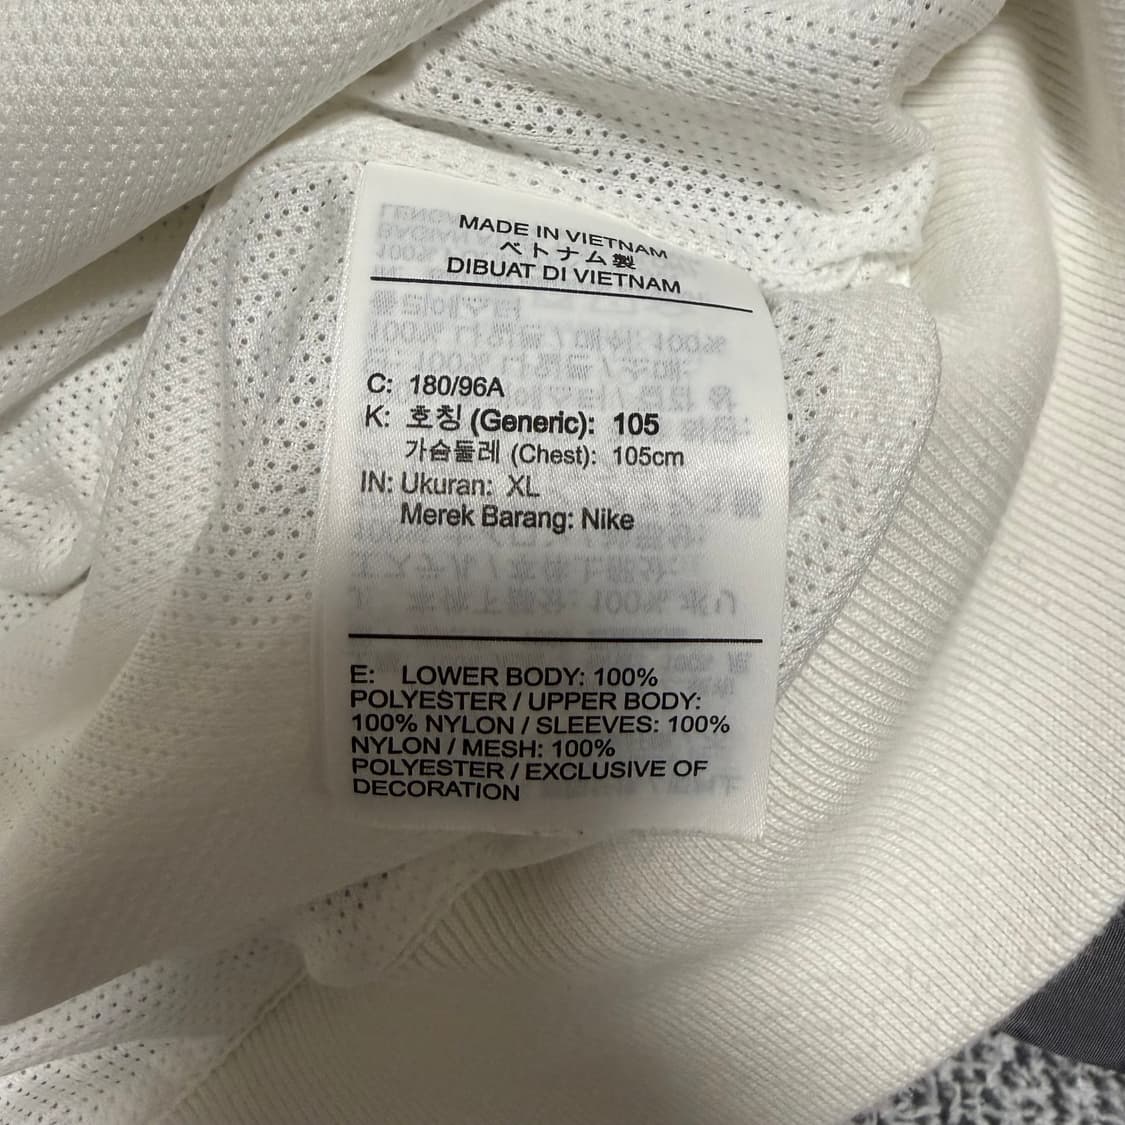 MADE IN VIETNAM
ベトナム製
DIBUAT DI VIETNAM
C: 180/96A
K: 호칭 (Generic): 105
가슴둘레 (Chest): 105cm
IN: Ukuran: XL
Merek Barang: Nike
E: LOWER BODY: 100%
POLYESTER / UPPER BODY:
100% NYLON / SLEEVES: 100%
NYLON / MESH: 100%
POLYESTER / EXCLUSIVE OF
DECORATION